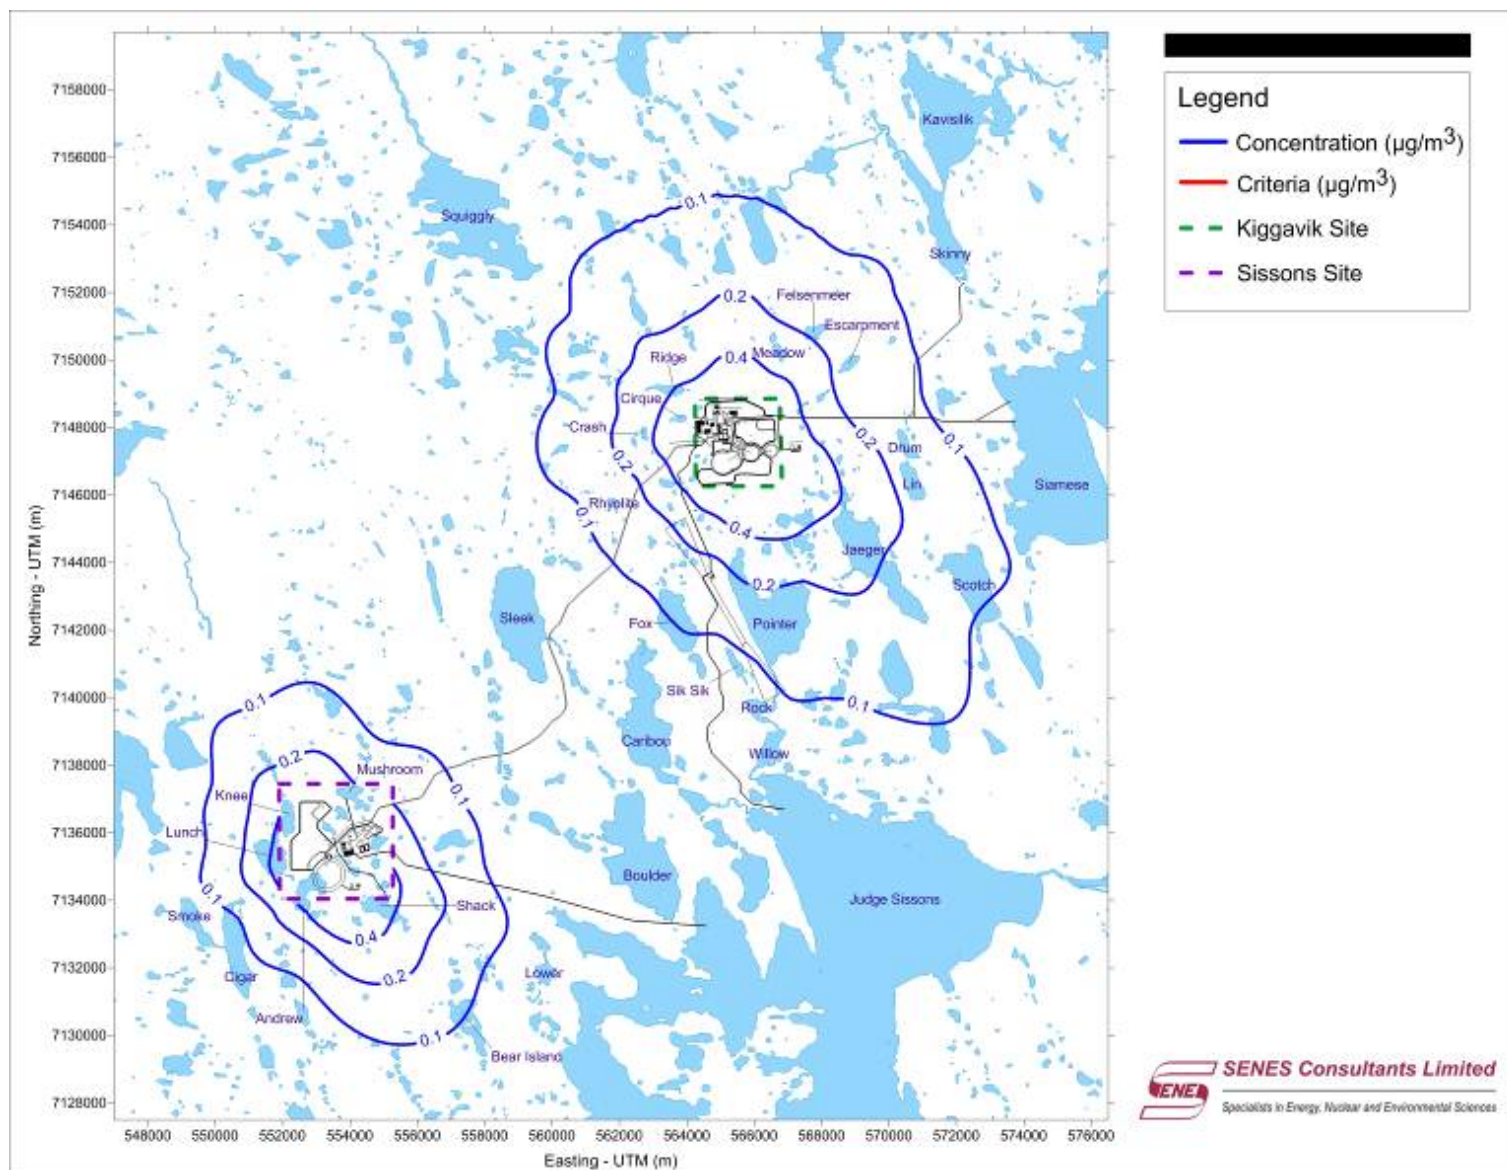 7158000
7156000
7154000
7152000
7150000
7148000
7146000
7144000
7142000
7140000
7138000
7136000
7134000
7132000
7130000
7128000
Northing - UTM (m)
548000 550000 552000 554000 556000 558000 560000 562000 564000 566000 568000 570000 572000 574000 576000
Easting - UTM (m)
Kavisilik
Squiggly
0.1
Skinny
0.2
Felsenmeier
Escarpment
Ridge
0.4
Meadow
Cirque
Crash
0.2
0.1
Drum
0.2
Lin
Siamese
Rhyolite
0.1
0.4
Jaeger
0.2
Scotch
Sleek
Fox
Pointer
Sik Sik
0.1
Rock
0.1
Caribou
Willow
0.2
Mushroom
Knee
0.1
Lunch
Boulder
0.1
Judge Sissons
Smoke
Shack
0.4
Cigar
0.2
Lower
Andrew
0.1
Bear Island
Legend
Concentration (µg/m³)
Criteria (µg/m³)
Kiggavik Site
Sissons Site
SENES
SENES Consultants Limited
Specialists in Energy, Nuclear and Environmental Sciences